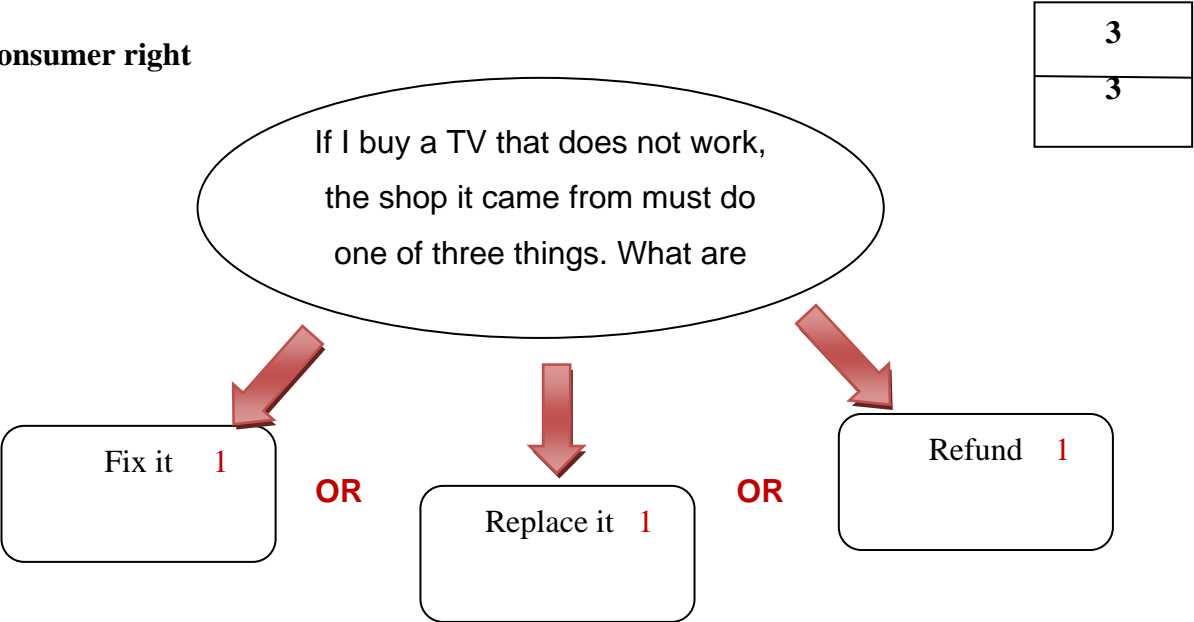 onsumer right
3
3
If I buy a TV that does not work,
the shop it came from must do
one of three things. What are
Fix it 1
OR
Replace it 1
OR
Refund 1